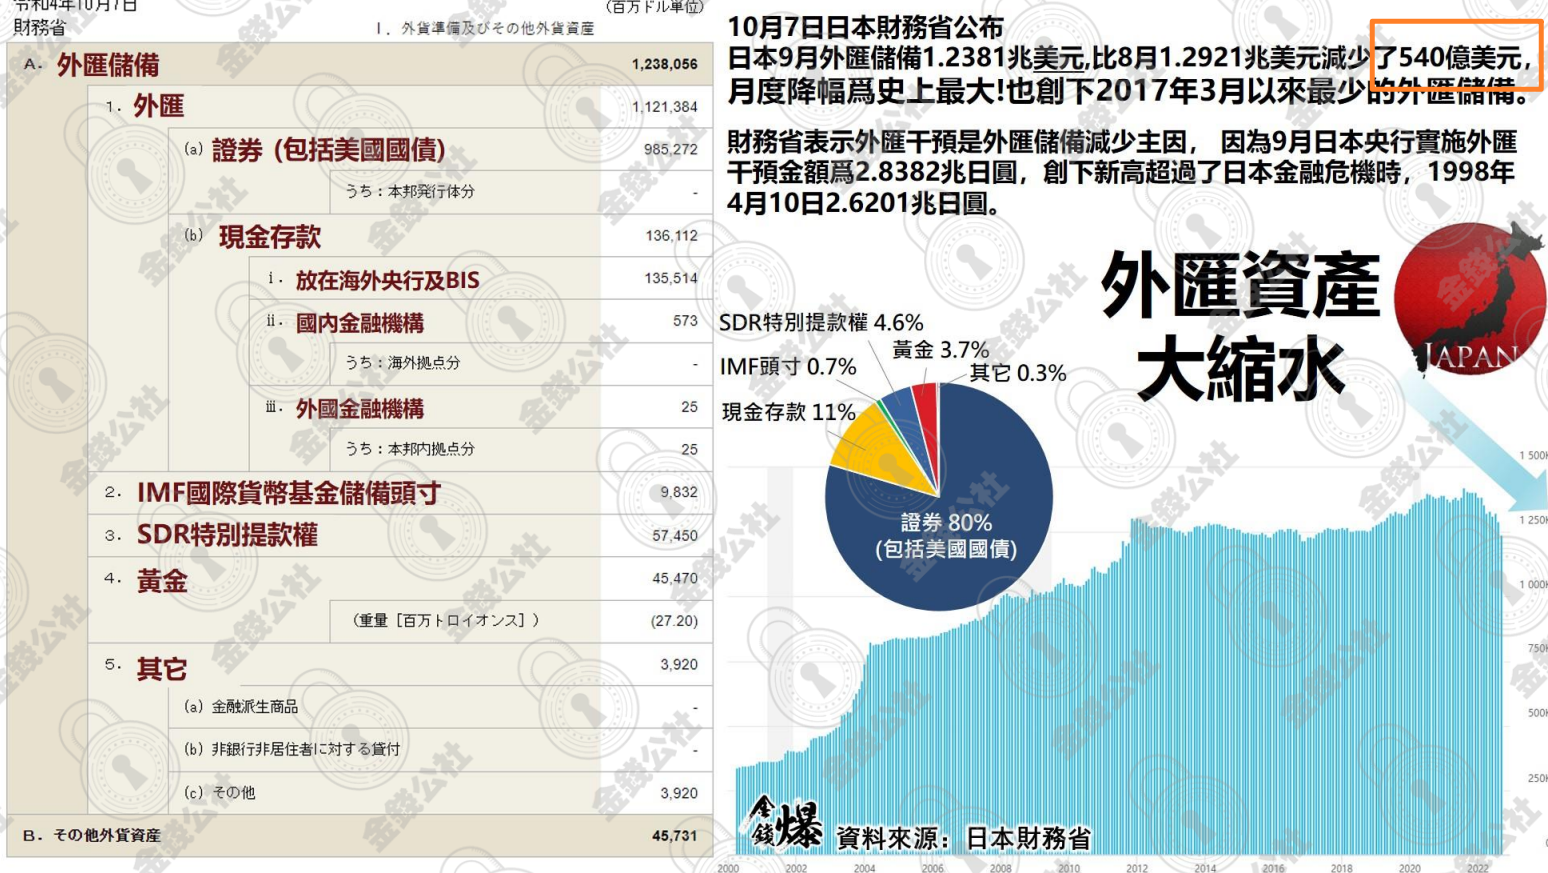 令和4年10月7日
財務省
(百万ドル単位)
Ⅰ. 外貨準備及びその他外貨資産
A. 外匯儲備 1,238,056
1. 外匯 1,121,384
(a) 證券 (包括美國國債) 985,272
うち：本邦発行体分 -
(b) 現金存款 136,112
ⅰ. 放在海外央行及BIS 135,514
ⅱ. 國内金融機構 573
うち：海外拠点分 -
ⅲ. 外國金融機構 25
うち：本邦内拠点分 25
2. IMF國際貨幣基金儲備頭寸 9,832
3. SDR特別提款權 57,450
4. 黃金 45,470
(重量［百万トロイオンス］) (27.20)
5. 其它 3,920
(a) 金融派生商品 -
(b) 非銀行非居住者に対する貸付 -
(c) その他 3,920
B. その他外貨資産 45,731
10月7日日本財務省公布
日本9月外匯儲備1.2381兆美元,比8月1.2921兆美元減少了540億美元,
月度降幅爲史上最大!也創下2017年3月以來最少的外匯儲備。
財務省表示外匯干預是外匯儲備減少主因， 因為9月日本央行實施外匯
干預金額爲2.8382兆日圓，創下新高超過了日本金融危機時，1998年
4月10日2.6201兆日圓。
外匯資產
大縮水
JAPAN
SDR特別提款權 4.6%
黃金 3.7%
IMF頭寸 0.7%
其它 0.3%
現金存款 11%
證券 80%
(包括美國國債)
1 500K
1 250K
1 000K
750K
500K
250K
0
金錢爆 資料來源：日本財務省
2000 2002 2004 2006 2008 2010 2012 2014 2016 2018 2020 2022
金錢公社